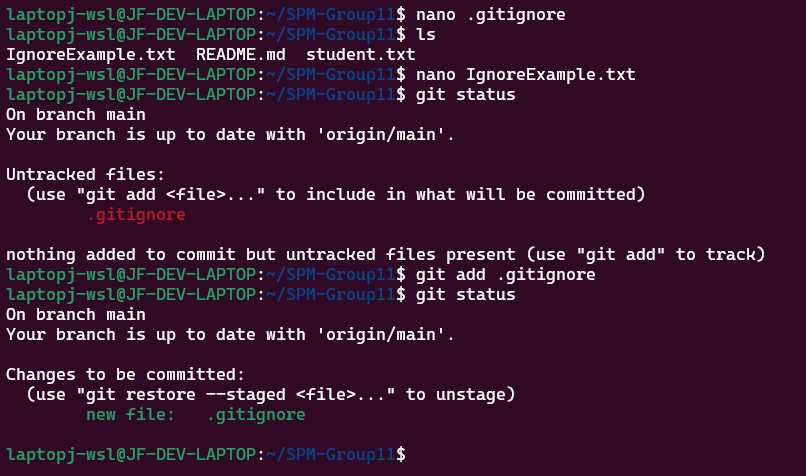 laptopj-wsl@JF-DEV-LAPTOP:~/SPM-Group11$ nano .gitignore
laptopj-wsl@JF-DEV-LAPTOP:~/SPM-Group11$ ls
IgnoreExample.txt  README.md  student.txt
laptopj-wsl@JF-DEV-LAPTOP:~/SPM-Group11$ nano IgnoreExample.txt
laptopj-wsl@JF-DEV-LAPTOP:~/SPM-Group11$ git status
On branch main
Your branch is up to date with 'origin/main'.
Untracked files:
  (use "git add <file>..." to include in what will be committed)
        .gitignore
nothing added to commit but untracked files present (use "git add" to track)
laptopj-wsl@JF-DEV-LAPTOP:~/SPM-Group11$ git add .gitignore
laptopj-wsl@JF-DEV-LAPTOP:~/SPM-Group11$ git status
On branch main
Your branch is up to date with 'origin/main'.
Changes to be committed:
  (use "git restore --staged <file>..." to unstage)
        new file:   .gitignore
laptopj-wsl@JF-DEV-LAPTOP:~/SPM-Group11$